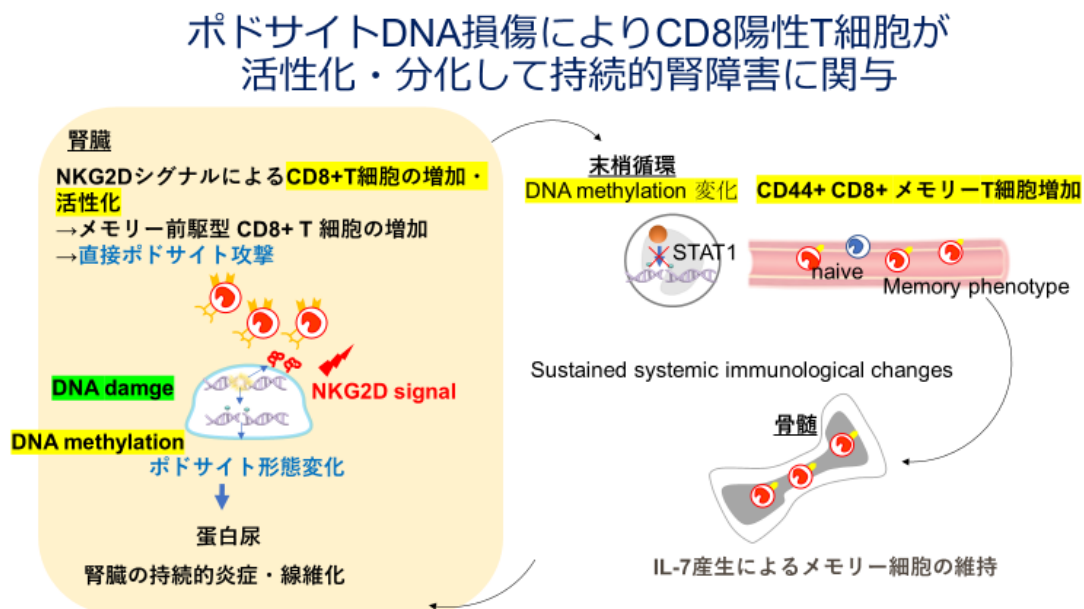 ポドサイトDNA損傷によりCD8陽性T細胞が
活性化・分化して持続的腎障害に関与
腎臓
NKG2DシグナルによるCD8+T細胞の増加・
活性化
→メモリー前駆型 CD8+ T 細胞の増加
→直接ポドサイト攻撃
DNA damge
NKG2D signal
DNA methylation
ポドサイト形態変化
蛋白尿
腎臓の持続的炎症・線維化
末梢循環
DNA methylation 変化
CD44+ CD8+ メモリーT細胞増加
STAT1
naive
Memory phenotype
Sustained systemic immunological changes
骨髄
IL-7産生によるメモリー細胞の維持